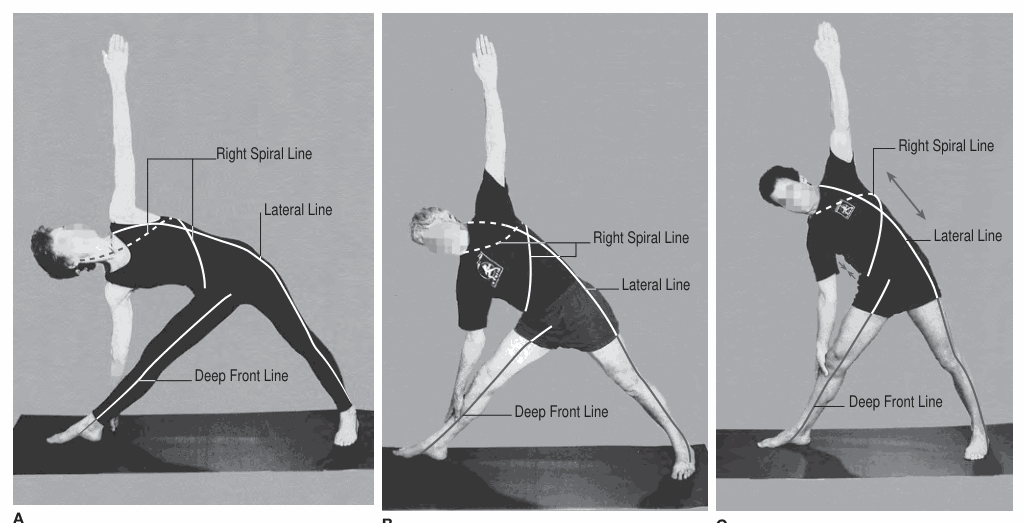 Right Spiral Line
Lateral Line
Deep Front Line
A
Right Spiral Line
Lateral Line
Deep Front Line
B
Right Spiral Line
Lateral Line
Deep Front Line
C